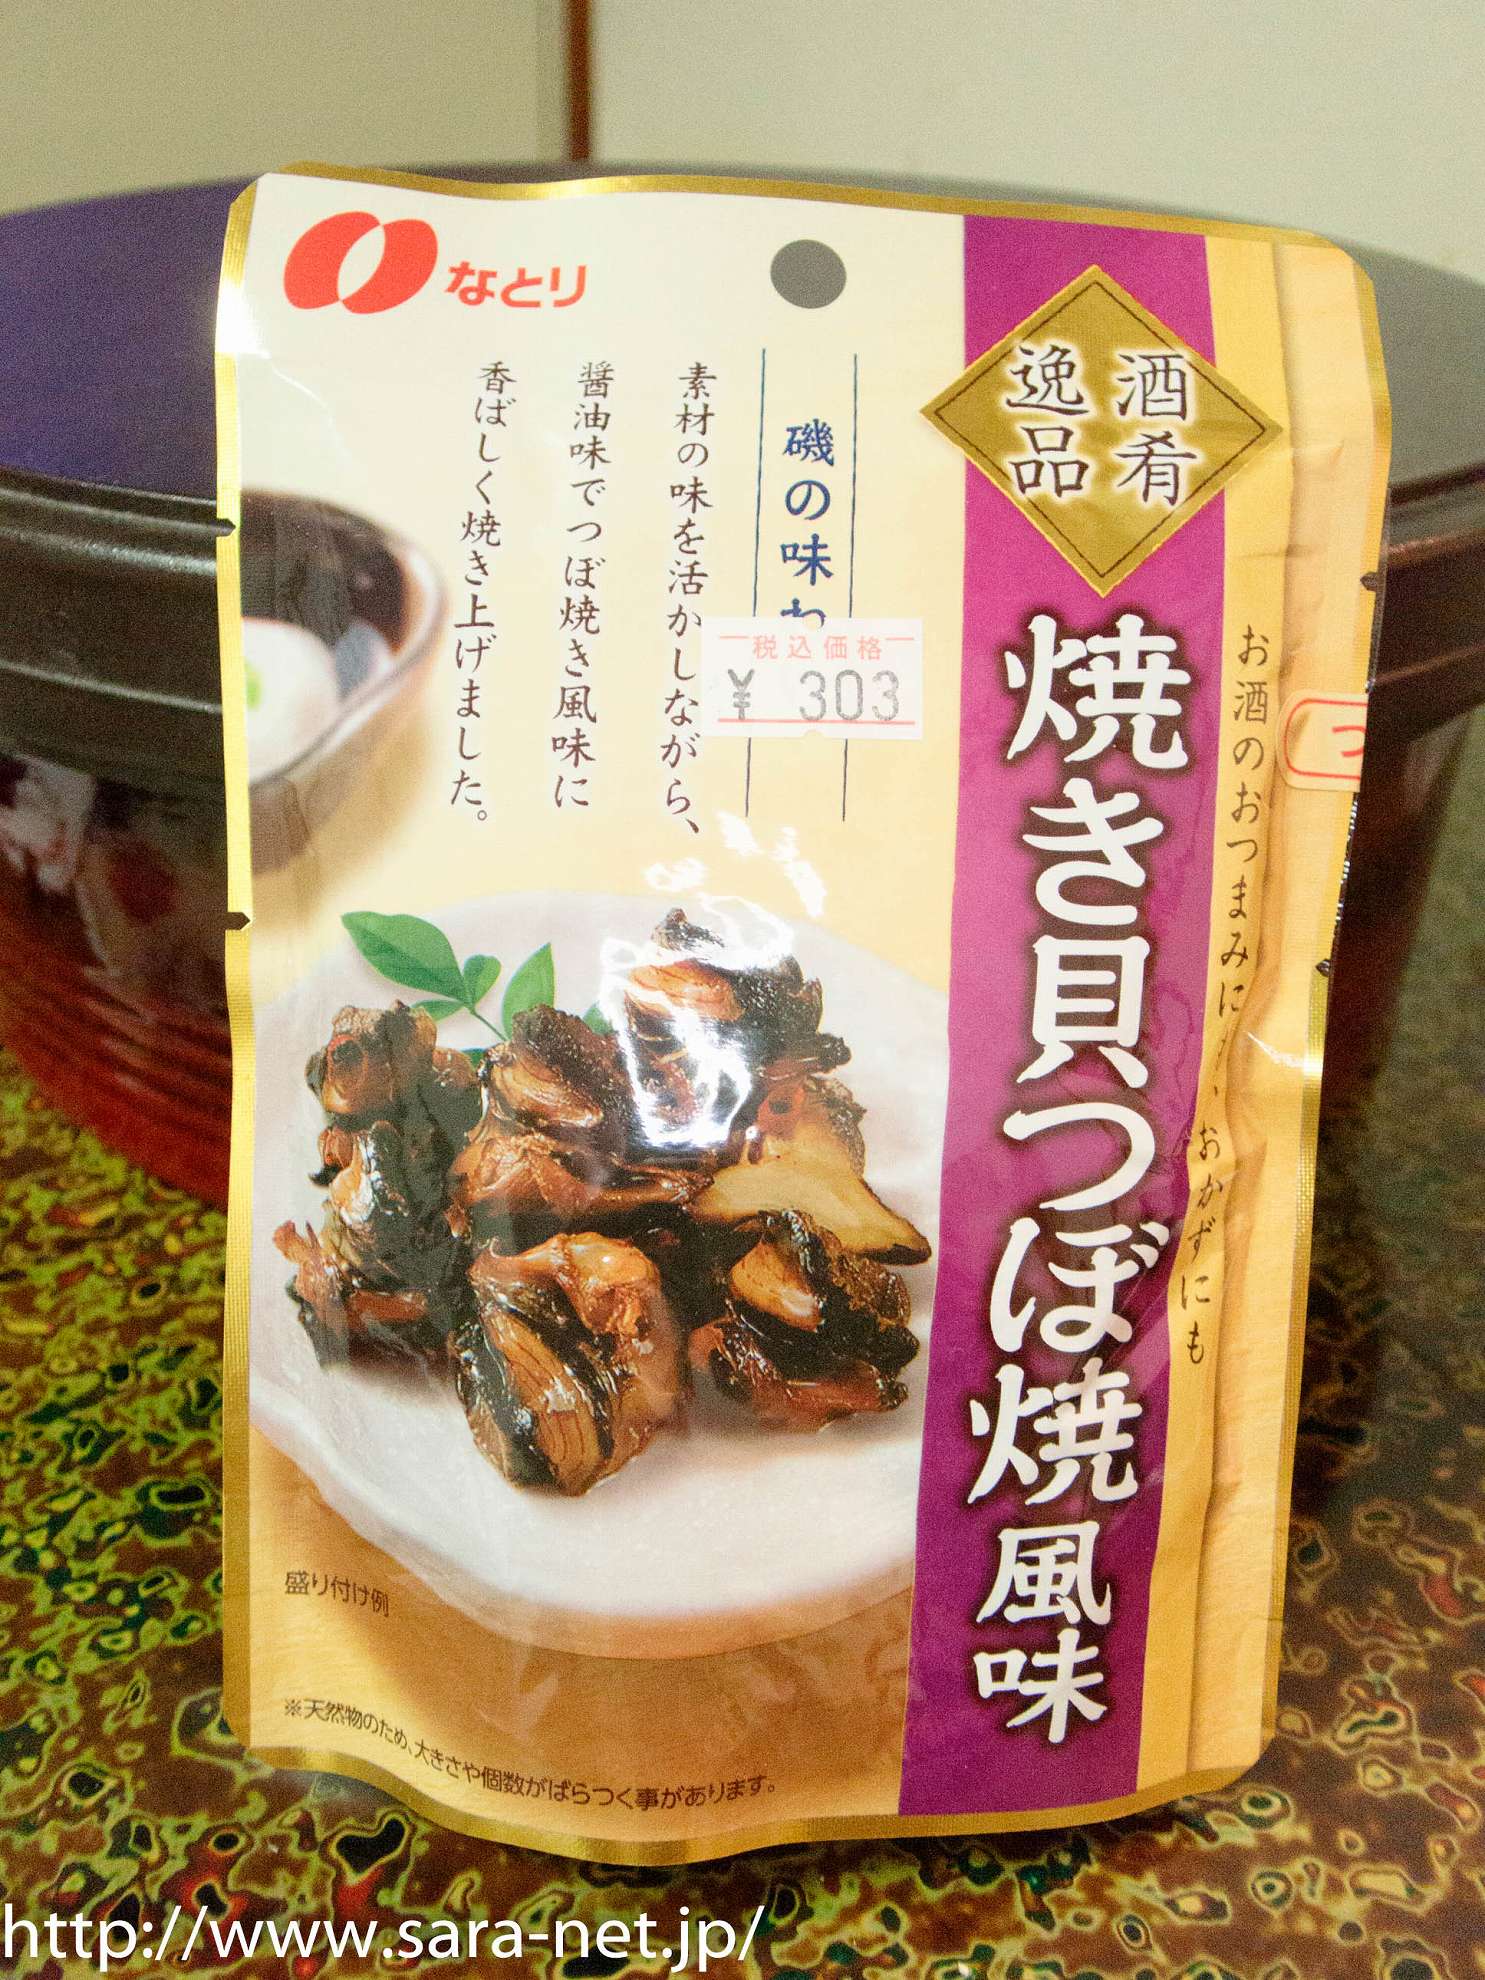 なとり
酒肴
逸品
焼き貝つぼ焼風味
お酒のおつまみに
おかずにも
磯の味わ
税込価格
¥ 303
素材の味を活かしながら、
醤油味でつぼ焼き風味に
香ばしく焼き上げました。
つ
盛り付け例
※天然物のため、大きさや個数がばらつく事があります。
http://www.sara-net.jp/